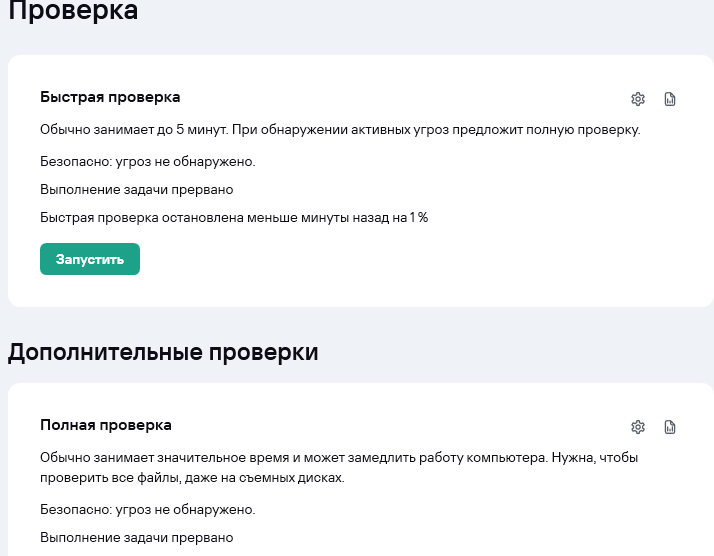 Проверка
Быстрая проверка
Обычно занимает до 5 минут. При обнаружении активных угроз предложит полную проверку.
Безопасно: угроз не обнаружено.
Выполнение задачи прервано
Быстрая проверка остановлена меньше минуты назад на 1 %
Запустить
Дополнительные проверки
Полная проверка
Обычно занимает значительное время и может замедлить работу компьютера. Нужна, чтобы
проверить все файлы, даже на съемных дисках.
Безопасно: угроз не обнаружено.
Выполнение задачи прервано